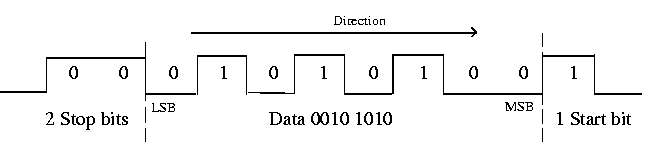 Direction
0 0 0 1 0 1 0 1 0 0 1
LSB MSB
2 Stop bits Data 0010 1010 1 Start bit